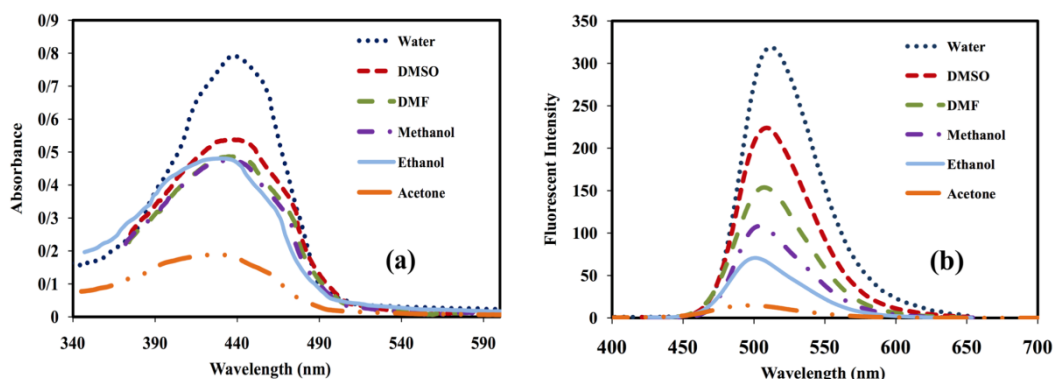 0/9
0/8
0/7
0/6
0/5
0/4
0/3
0/2
0/1
0
Absorbance
340 390 440 490 540 590
Wavelength (nm)
Water
DMSO
DMF
Methanol
Ethanol
Acetone
(a)
350
300
250
200
150
100
50
0
Fluorescent Intensity
400 450 500 550 600 650 700
Wavelength (nm)
Water
DMSO
DMF
Methanol
Ethanol
Acetone
(b)